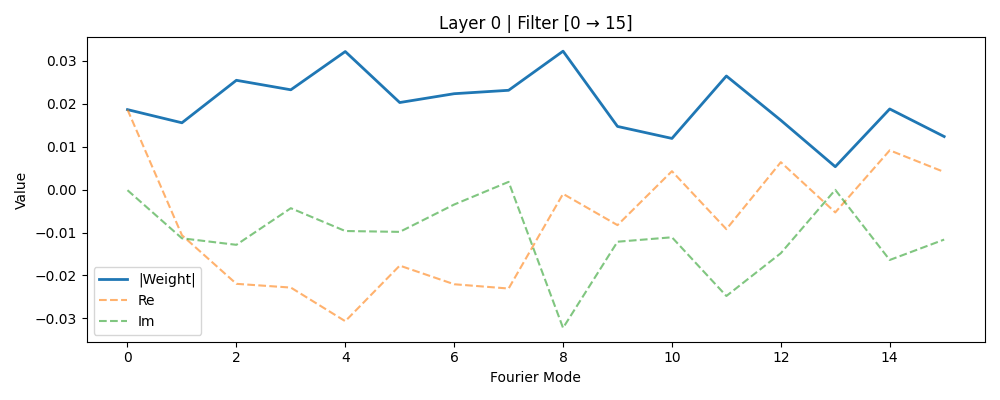 Layer 0 | Filter [0 → 15]
Value
0.03
0.02
0.01
0.00
−0.01
−0.02
−0.03
|Weight|
Re
Im
0 2 4 6 8 10 12 14
Fourier Mode